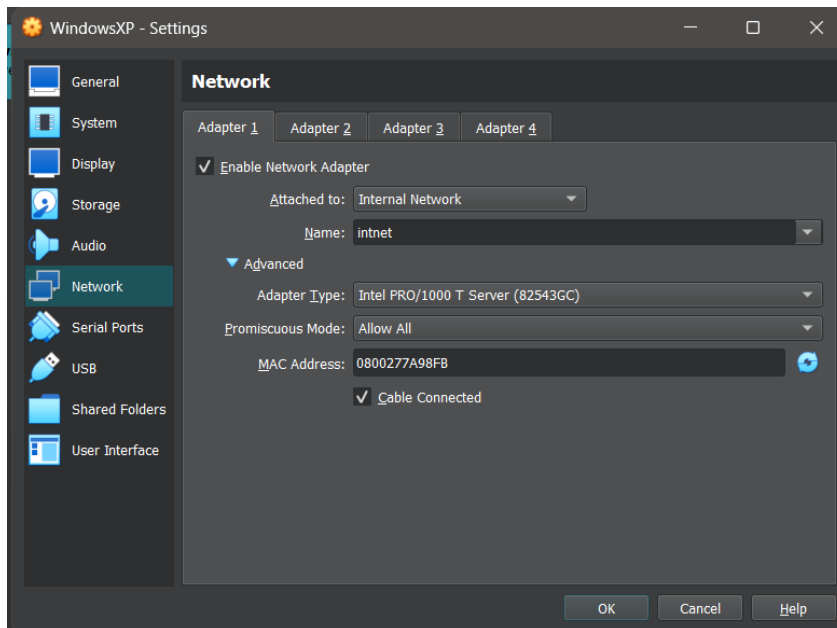 WindowsXP - Settings
General
System
Display
Storage
Audio
Network
Serial Ports
USB
Shared Folders
User Interface
Network
Adapter 1 Adapter 2 Adapter 3 Adapter 4
Enable Network Adapter
Attached to: Internal Network
Name: intnet
Advanced
Adapter Type: Intel PRO/1000 T Server (82543GC)
Promiscuous Mode: Allow All
MAC Address: 0800277A98FB
Cable Connected
OK Cancel Help